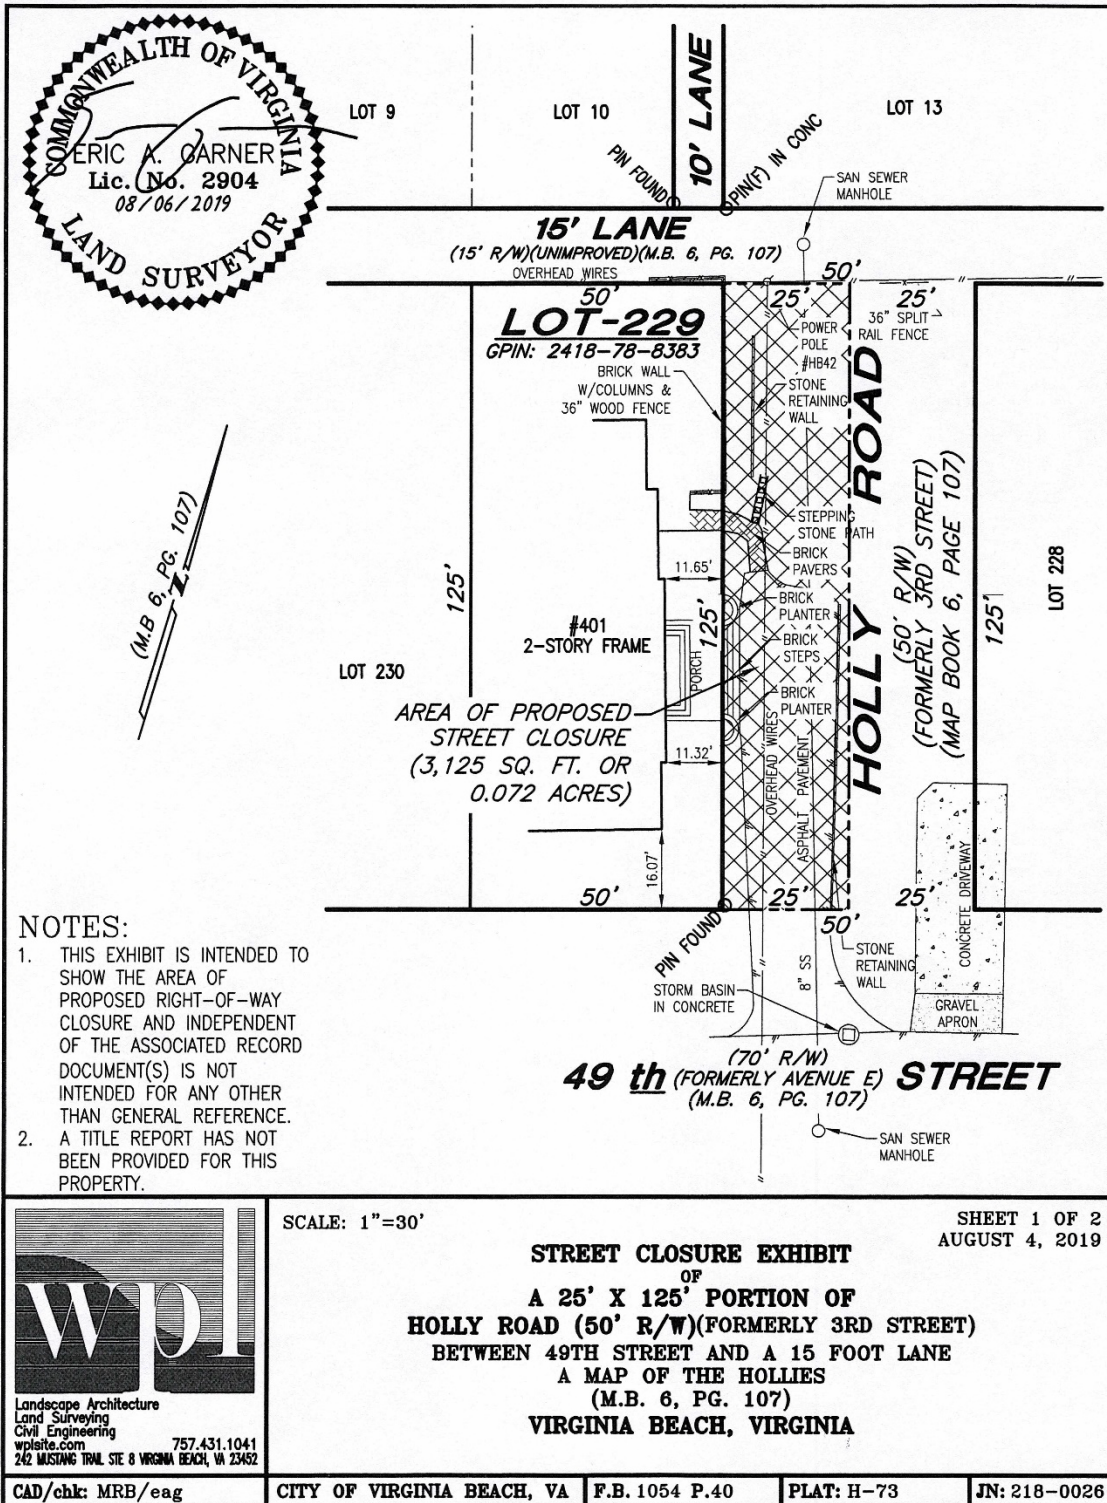 COMMONWEALTH OF VIRGINIA
ERIC A. GARNER
Lic. No. 2904
08/06/2019
LAND SURVEYOR
LOT 9
LOT 10
10' LANE
LOT 13
PIN FOUND
PIN(F) IN CONC
SAN SEWER
MANHOLE
15' LANE
(15' R/W)(UNIMPROVED)(M.B. 6, PG. 107)
OVERHEAD WIRES
50'
50'
25'
25'
LOT-229
GPIN: 2418-78-8383
36" SPLIT
RAIL FENCE
POWER
POLE
#HB42
BRICK WALL
W/COLUMNS &
36" WOOD FENCE
STONE
RETAINING
WALL
HOLLY ROAD
(50' R/W)
(FORMERLY 3RD STREET)
(MAP BOOK 6, PAGE 107)
(M.B 6, PG. 107)
N
STEPPING
STONE PATH
BRICK
PAVERS
11.65'
125'
125'
125'
LOT 228
BRICK
PLANTER
#401
2-STORY FRAME
BRICK
STEPS
PORCH
LOT 230
BRICK
PLANTER
AREA OF PROPOSED
STREET CLOSURE
(3,125 SQ. FT. OR
0.072 ACRES)
11.32'
OVERHEAD WIRES
ASPHALT PAVEMENT
16.07'
50'
25'
25'
50'
CONCRETE DRIVEWAY
PIN FOUND
8" SS
STONE
RETAINING
WALL
STORM BASIN
IN CONCRETE
GRAVEL
APRON
49 th STREET
(70' R/W)
(FORMERLY AVENUE E)
(M.B. 6, PG. 107)
SAN SEWER
MANHOLE
NOTES:
1. THIS EXHIBIT IS INTENDED TO
SHOW THE AREA OF
PROPOSED RIGHT-OF-WAY
CLOSURE AND INDEPENDENT
OF THE ASSOCIATED RECORD
DOCUMENT(S) IS NOT
INTENDED FOR ANY OTHER
THAN GENERAL REFERENCE.
2. A TITLE REPORT HAS NOT
BEEN PROVIDED FOR THIS
PROPERTY.
wpl
Landscape Architecture
Land Surveying
Civil Engineering
wplsite.com 757.431.1041
242 MUSTANG TRAIL STE 8 VIRGINIA BEACH, VA 23452
SCALE: 1"=30'
SHEET 1 OF 2
AUGUST 4, 2019
STREET CLOSURE EXHIBIT
OF
A 25' X 125' PORTION OF
HOLLY ROAD (50' R/W)(FORMERLY 3RD STREET)
BETWEEN 49TH STREET AND A 15 FOOT LANE
A MAP OF THE HOLLIES
(M.B. 6, PG. 107)
VIRGINIA BEACH, VIRGINIA
CAD/chk: MRB/eag
CITY OF VIRGINIA BEACH, VA
F.B. 1054 P.40
PLAT: H-73
JN: 218-0026